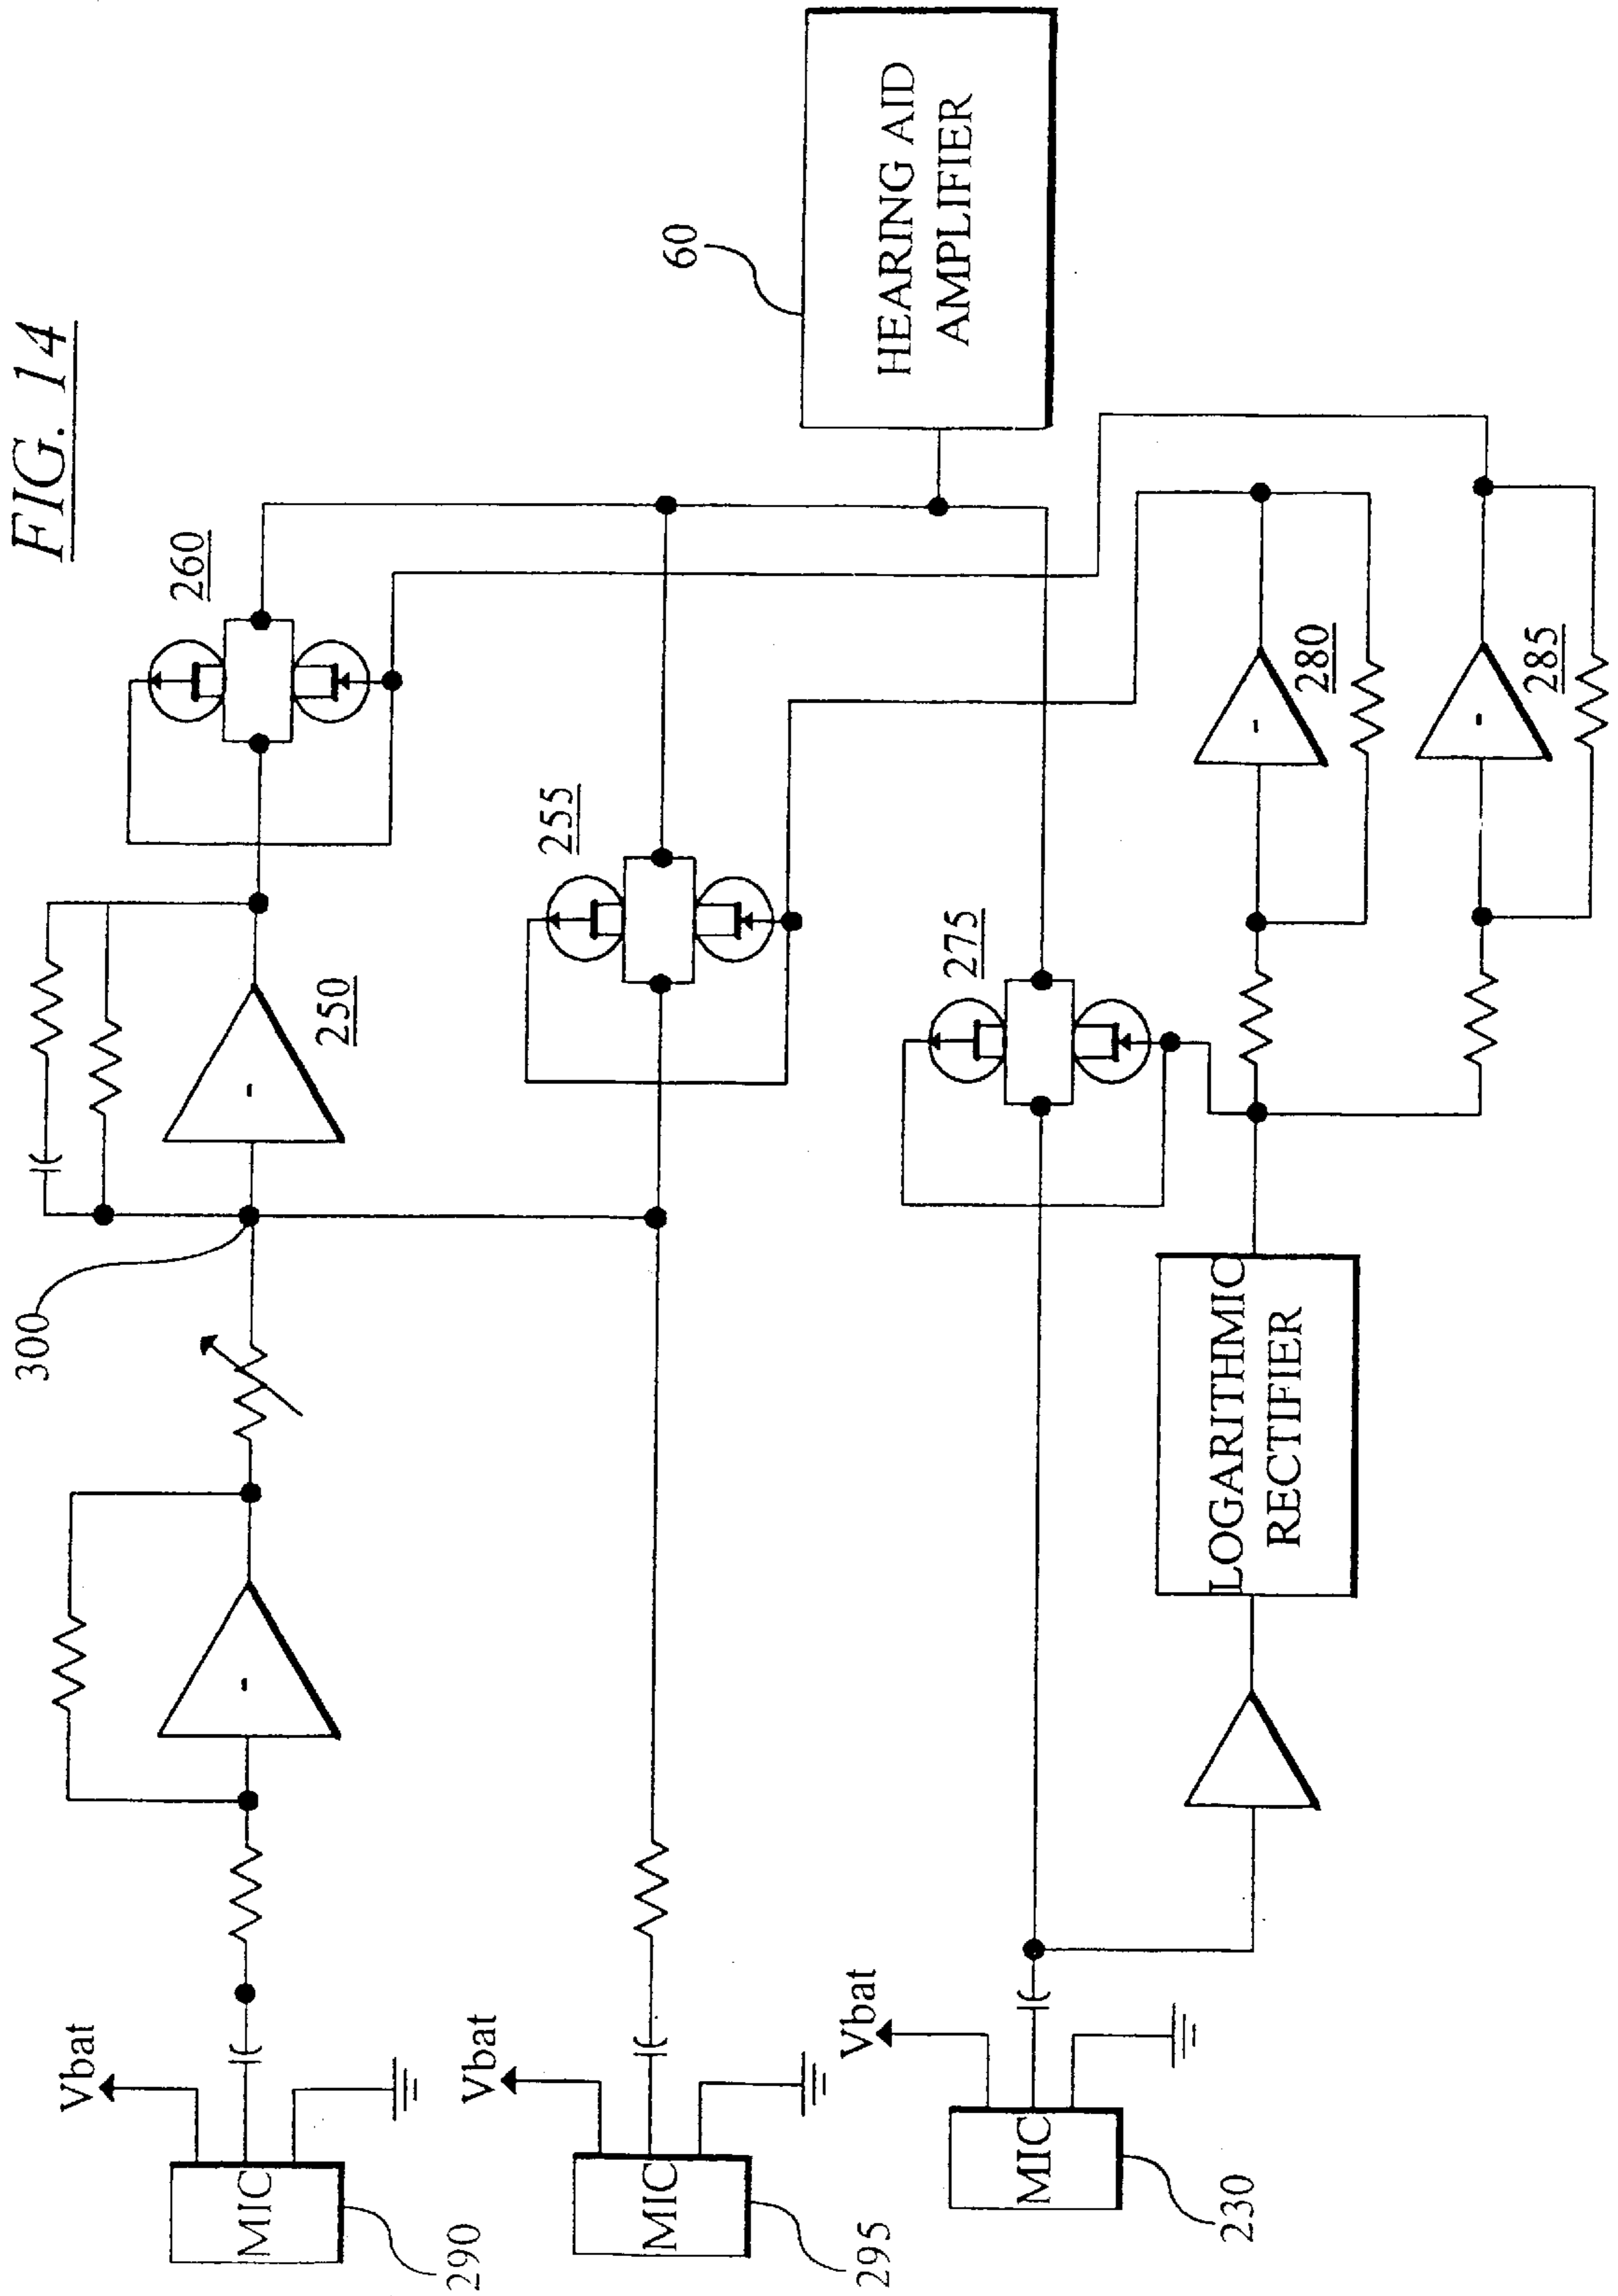 FIG. 14
MIC
290
Vbat
300
250
260
MIC
295
Vbat
255
MIC
230
Vbat
275
LOGARITHMIC
RECTIFIER
280
285
60
HEARING AID
AMPLIFIER